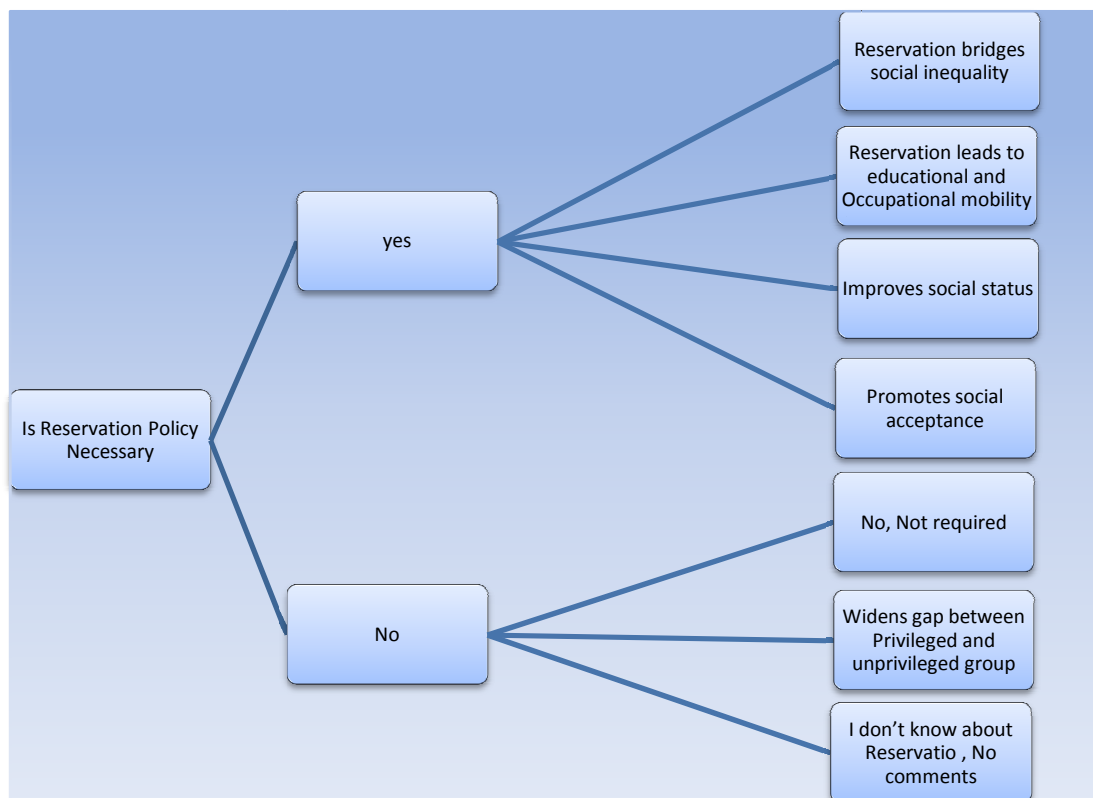 Is Reservation Policy
Necessary
yes
Reservation bridges
social inequality
Reservation leads to
educational and
Occupational mobility
Improves social status
Promotes social
acceptance
No
No, Not required
Widens gap between
Privileged and
unprivileged group
I don’t know about
Reservatio , No
comments